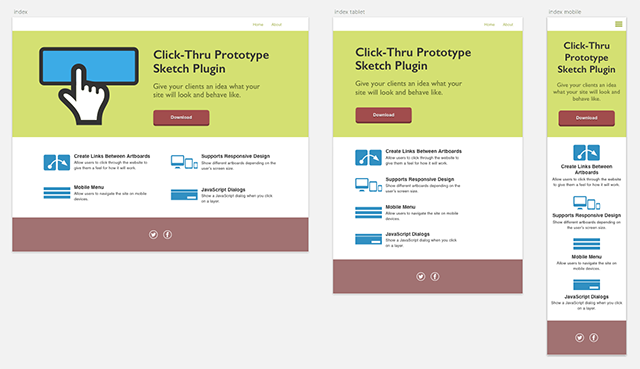 Index
Home About
Click-Thru Prototype
Sketch Plugin
Give your clients an idea what your
site will look and behave like.
Download
Create Links Between Artboards
Allow users to click through the website to
give them a feel for how it will work.
Supports Responsive Design
Show different artboards depending on the
user's screen size.
Mobile Menu
Allow users to navigate the site on mobile
devices.
JavaScript Dialogs
Show a JavaScript dialog when you click
on a layer.
Index tablet
Home About
Click-Thru Prototype
Sketch Plugin
Give your clients an idea what your
site will look and behave like.
Download
Create Links Between Artboards
Allow users to click through the website to
give them a feel for how it will work.
Supports Responsive Design
Show different artboards depending on the
user's screen size.
Mobile Menu
Allow users to navigate the site on mobile
devices.
JavaScript Dialogs
Show a JavaScript dialog when you click
on a layer.
Index mobile
Click-Thru
Prototype
Sketch Plugin
Give your clients an idea
what your site will look and
behave like.
Download
Create Links Between
Artboards
Allow users to click through the website
to give them a feel for how it will work.
Supports Responsive Design
Show different artboards depending on
the user's screen size.
Mobile Menu
Allow users to navigate the site on
mobile devices.
JavaScript Dialogs
Show a JavaScript dialog when you click
on a layer.